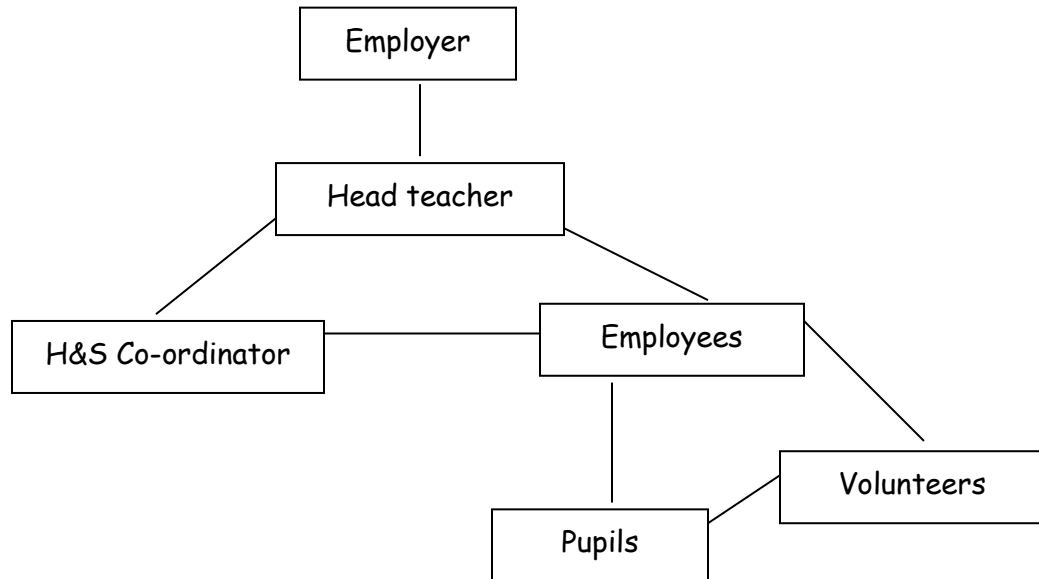 Employer
Head teacher
H&S Co-ordinator
Employees
Volunteers
Pupils